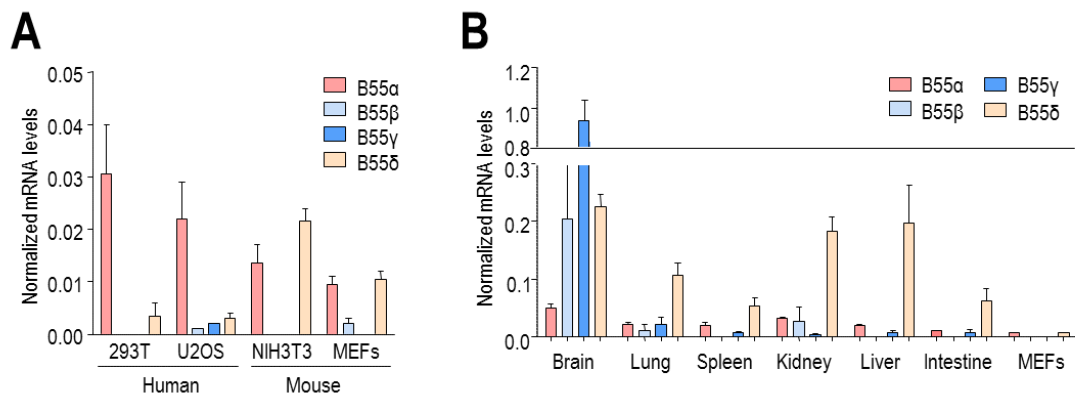 A
Normalized mRNA levels
0.05
0.04
0.03
0.02
0.01
0.00
B55α
B55β
B55γ
B55δ
293T U2OS NIH3T3 MEFs
Human Mouse
B
Normalized mRNA levels
1.2
1.0
0.8
0.3
0.2
0.1
0.0
B55α B55γ
B55β B55δ
Brain Lung Spleen Kidney Liver Intestine MEFs